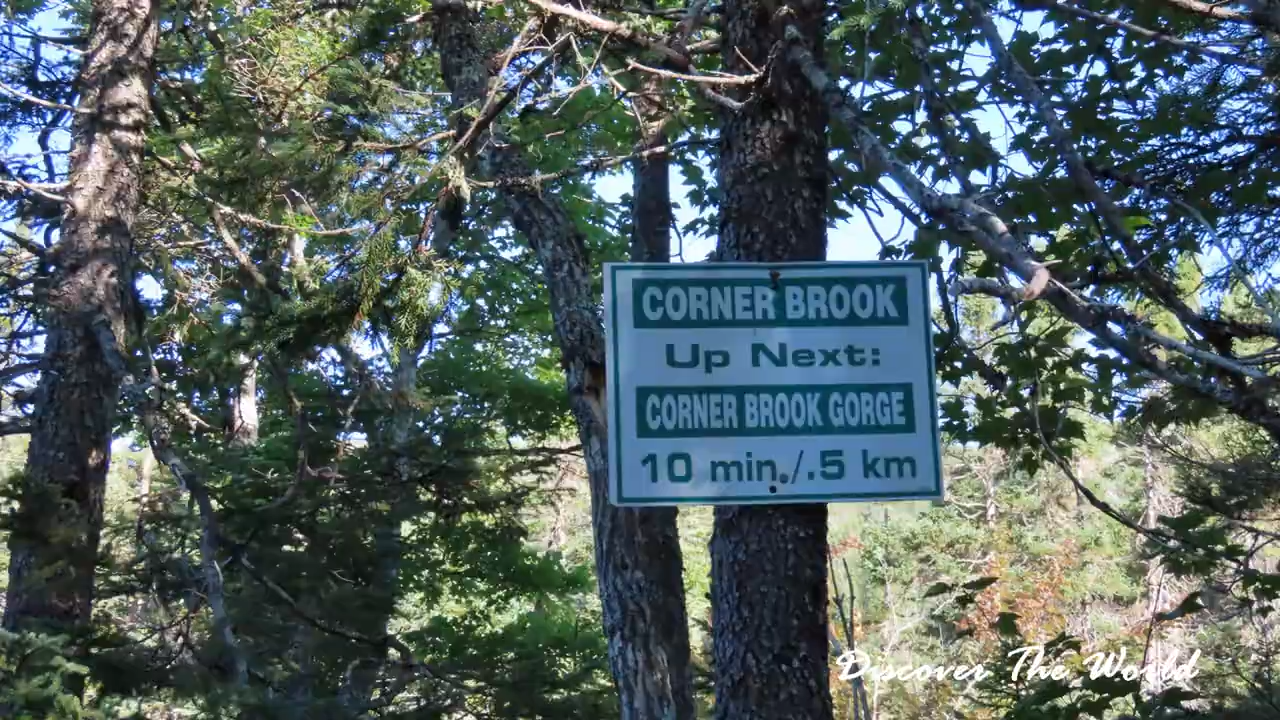 CORNER BROOK
Up Next:
CORNER BROOK GORGE
10 min./.5 km
Discover The World